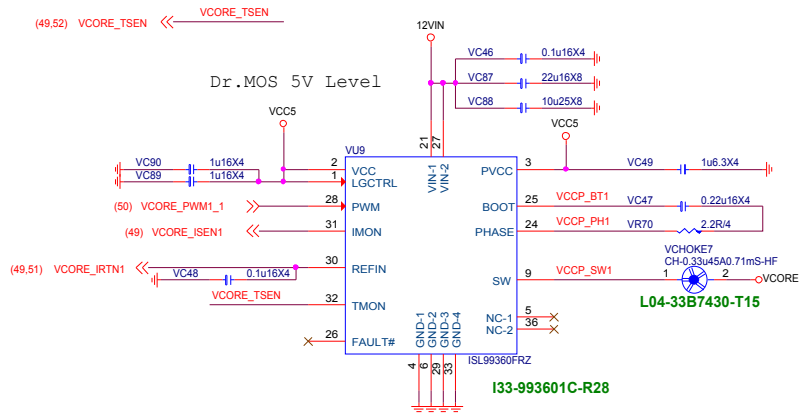 VCORE_TSEN
(49,52) VCORE_TSEN
12VIN
VC46 0.1u16X4
VC87 22u16X8
VC88 10u25X8
Dr.MOS 5V Level
VCC5
VCC5
VU9
21
27
VC90 1u16X4
VC89 1u16X4
2 VCC
1 LGCTRL
VIN-1
VIN-2
PVCC 3
VC49 1u6.3X4
(50) VCORE_PWM1_1 28 PWM
BOOT 25 VCCP_BT1 VC47 0.22u16X4
(49) VCORE_ISEN1 31 IMON
PHASE 24 VCCP_PH1 VR70 2.2R/4
VCHOKE7
CH-0.33u45A0.71mS-HF
(49,51) VCORE_IRTN1 30 REFIN
VC48 0.1u16X4
SW 9 VCCP_SW1 1 2 VCORE
L04-33B7430-T15
VCORE_TSEN 32 TMON
NC-1 5
NC-2 36
26 FAULT#
GND-1
GND-2
GND-3
GND-4
ISL99360FRZ
4
6
29
33
I33-993601C-R28